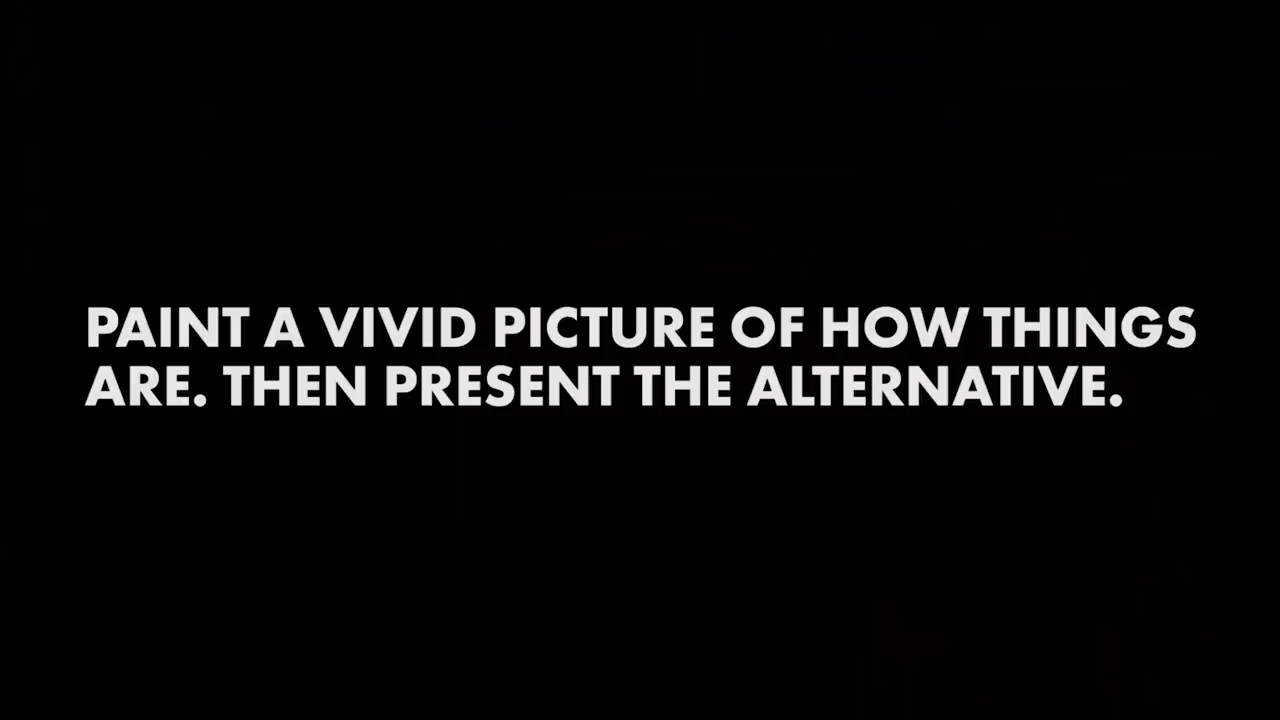 PAINT A VIVID PICTURE OF HOW THINGS
ARE. THEN PRESENT THE ALTERNATIVE.